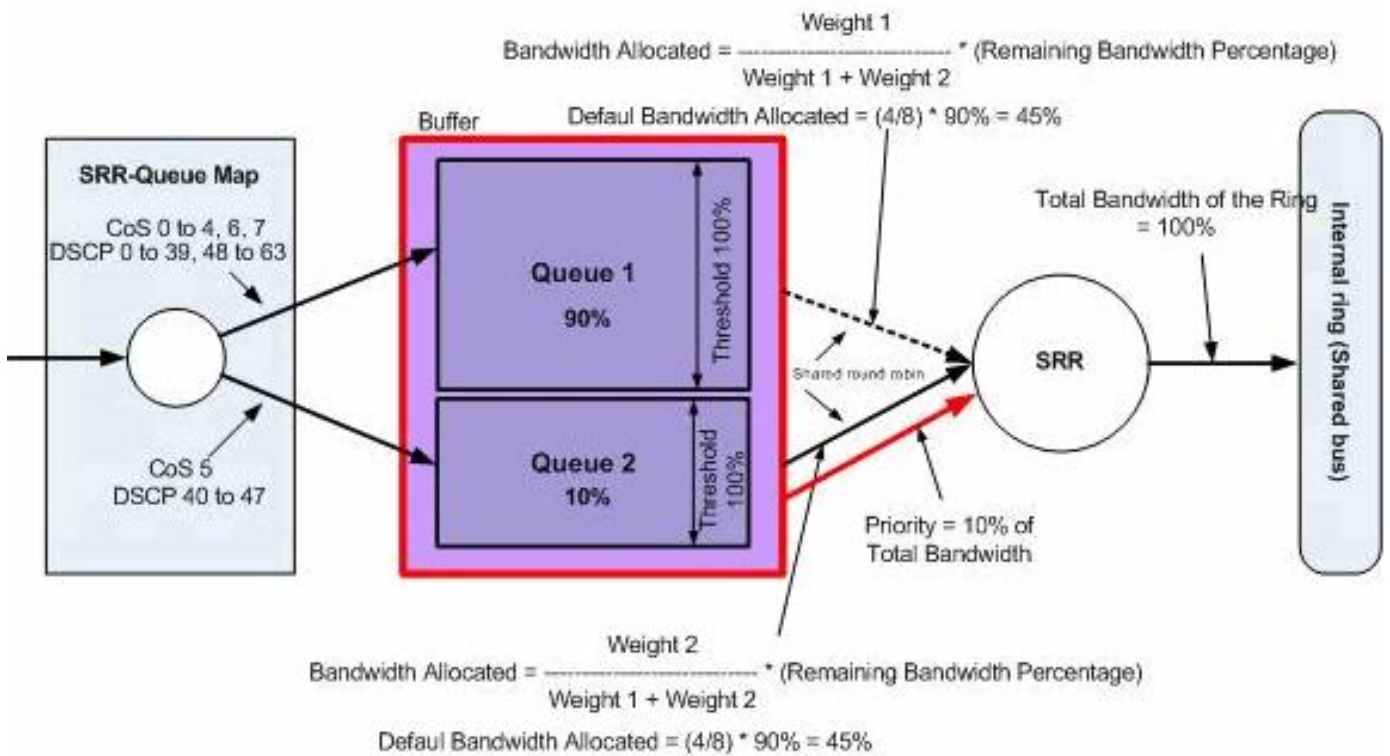 Weight 1
Bandwidth Allocated = ---------------------------- * (Remaining Bandwidth Percentage)
Weight 1 + Weight 2
Defaul Bandwidth Allocated = (4/8) * 90% = 45%
Buffer
SRR-Queue Map
CoS 0 to 4, 6, 7
DSCP 0 to 39, 48 to 63
CoS 5
DSCP 40 to 47
Queue 1
90%
Threshold 100%
Queue 2
10%
Threshold
100%
Shared round robin
SRR
Total Bandwidth of the Ring
= 100%
Priority = 10% of
Total Bandwidth
Internal ring (Shared bus)
Weight 2
Bandwidth Allocated = ---------------------------- * (Remaining Bandwidth Percentage)
Weight 1 + Weight 2
Defaul Bandwidth Allocated = (4/8) * 90% = 45%